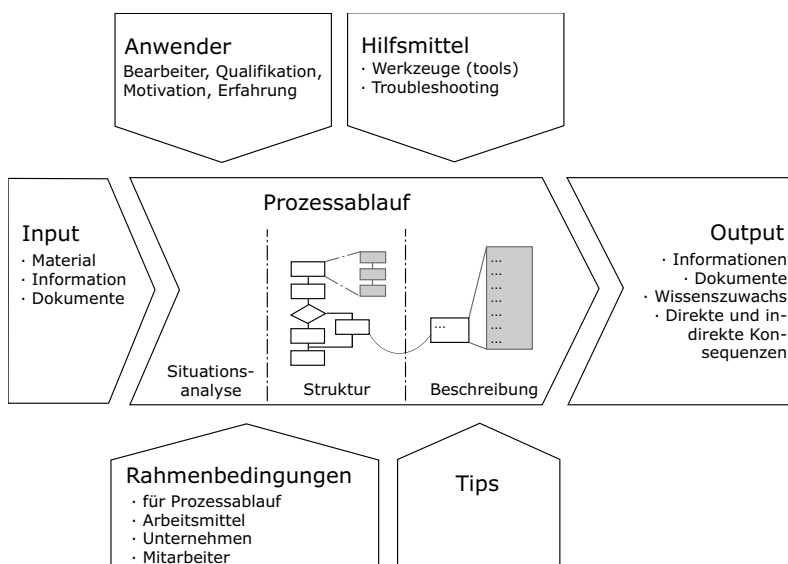 Anwender
Bearbeiter, Qualifikation,
Motivation, Erfahrung
Hilfsmittel
· Werkzeuge (tools)
· Troubleshooting
Prozessablauf
Input
· Material
· Information
· Dokumente
Situations-
analyse
Struktur
...
...
...
...
...
...
...
...
Beschreibung
Output
· Informationen
· Dokumente
· Wissenszuwachs
· Direkte und in-
direkte Kon-
sequenzen
Rahmenbedingungen
· für Prozessablauf
· Arbeitsmittel
· Unternehmen
· Mitarbeiter
Tips